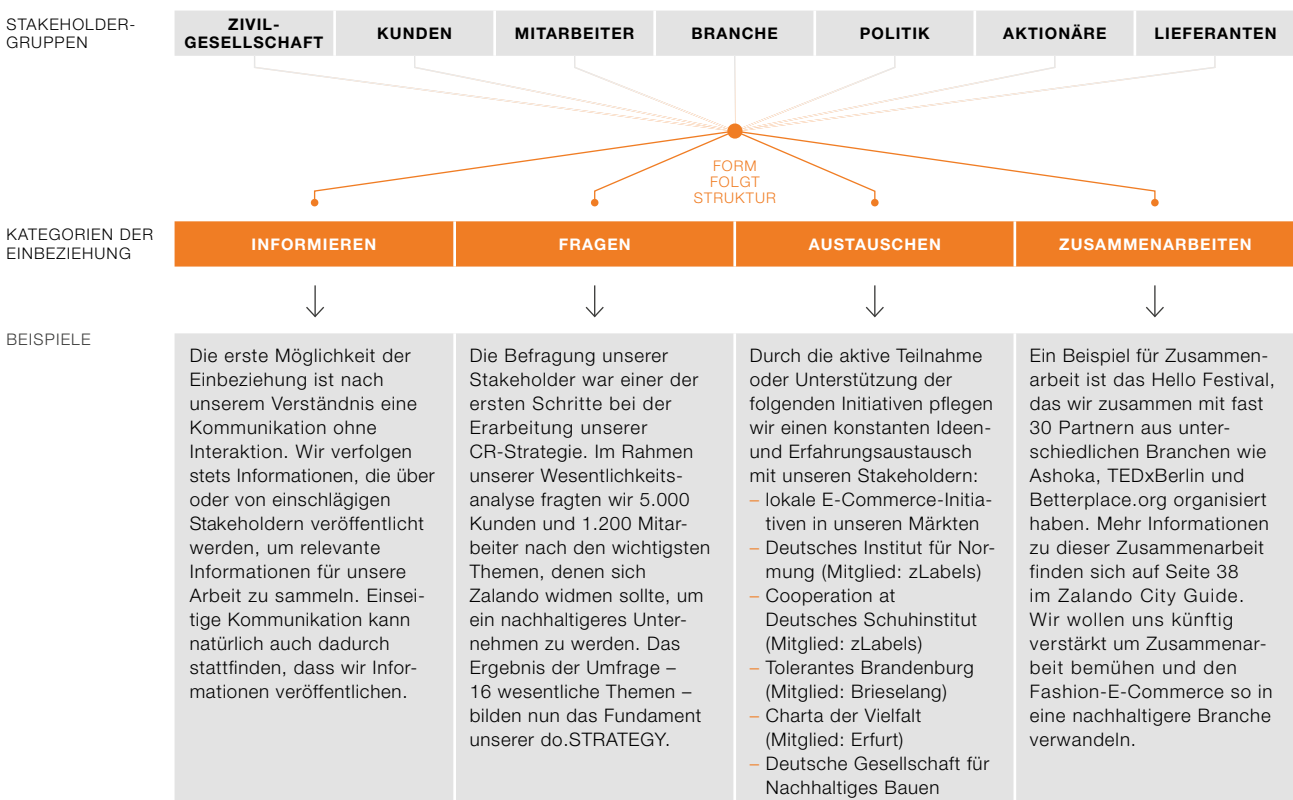 STAKEHOLDER-
GRUPPEN
ZIVIL-
GESELLSCHAFT
KUNDEN
MITARBEITER
BRANCHE
POLITIK
AKTIONÄRE
LIEFERANTEN
FORM
FOLGT
STRUKTUR
KATEGORIEN DER
EINBEZIEHUNG
INFORMIEREN
FRAGEN
AUSTAUSCHEN
ZUSAMMENARBEITEN
BEISPIELE
Die erste Möglichkeit der
Einbeziehung ist nach
unserem Verständnis eine
Kommunikation ohne
Interaktion. Wir verfolgen
stets Informationen, die über
oder von einschlägigen
Stakeholdern veröffentlicht
werden, um relevante
Informationen für unsere
Arbeit zu sammeln. Einsei-
tige Kommunikation kann
natürlich auch dadurch
stattfinden, dass wir Infor-
mationen veröffentlichen.
Die Befragung unserer
Stakeholder war einer der
ersten Schritte bei der
Erarbeitung unserer
CR-Strategie. Im Rahmen
unserer Wesentlichkeits-
analyse fragten wir 5.000
Kunden und 1.200 Mitar-
beiter nach den wichtigsten
Themen, denen sich
Zalando widmen sollte, um
ein nachhaltigeres Unter-
nehmen zu werden. Das
Ergebnis der Umfrage –
16 wesentliche Themen –
bilden nun das Fundament
unserer do.STRATEGY.
Durch die aktive Teilnahme
oder Unterstützung der
folgenden Initiativen pflegen
wir einen konstanten Ideen-
und Erfahrungsaustausch
mit unseren Stakeholdern:
– lokale E-Commerce-Initia-
tiven in unseren Märkten
– Deutsches Institut für Nor-
mung (Mitglied: zLabels)
– Cooperation at
Deutsches Schuhinstitut
(Mitglied: zLabels)
– Tolerantes Brandenburg
(Mitglied: Brieselang)
– Charta der Vielfalt
(Mitglied: Erfurt)
– Deutsche Gesellschaft für
Nachhaltiges Bauen
Ein Beispiel für Zusammen-
arbeit ist das Hello Festival,
das wir zusammen mit fast
30 Partnern aus unter-
schiedlichen Branchen wie
Ashoka, TEDxBerlin und
Betterplace.org organisiert
haben. Mehr Informationen
zu dieser Zusammenarbeit
finden sich auf Seite 38
im Zalando City Guide.
Wir wollen uns künftig
verstärkt um Zusammenar-
beit bemühen und den
Fashion-E-Commerce so in
eine nachhaltigere Branche
verwandeln.